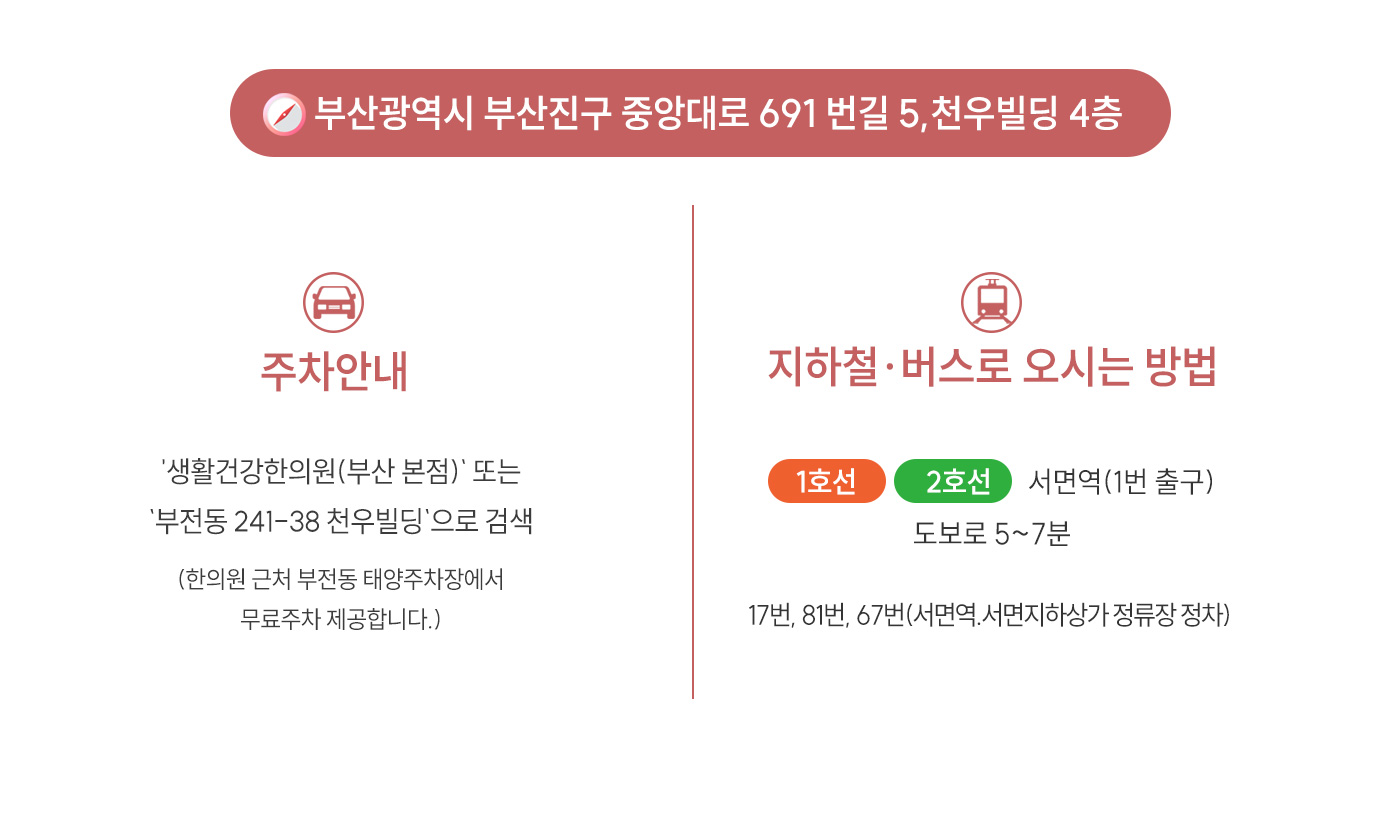 부산광역시 부산진구 중앙대로 691 번길 5,천우빌딩 4층
주차안내
'생활건강한의원(부산 본점)` 또는
`부전동 241-38 천우빌딩`으로 검색
(한의원 근처 부전동 태양주차장에서
무료주차 제공합니다.)
지하철·버스로 오시는 방법
1호선 2호선 서면역(1번 출구)
도보로 5~7분
17번, 81번, 67번(서면역.서면지하상가 정류장 정차)